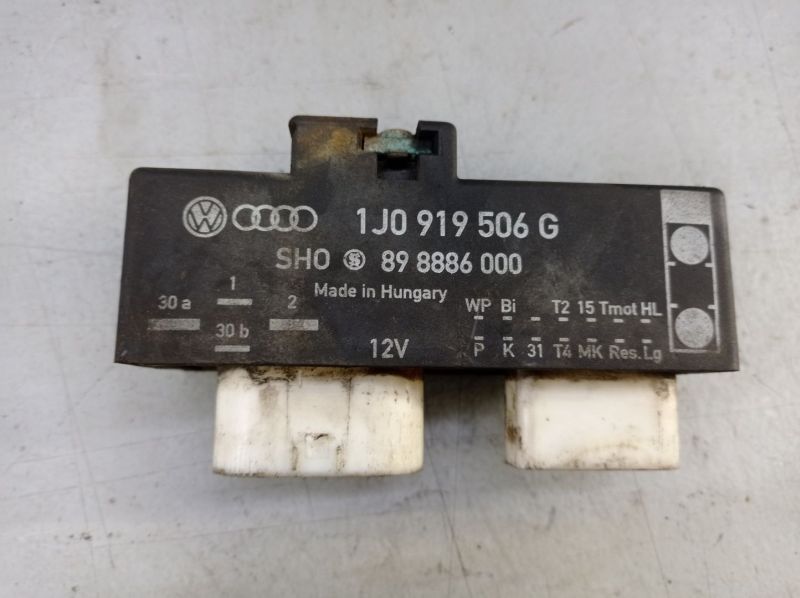 1J0 919 506 G
SHO 89 8886 000
Made in Hungary
30 a 1 2
30 b
12V
WP Bi T2 15 Tmot HL
P K 31 T4 MK Res. Lg